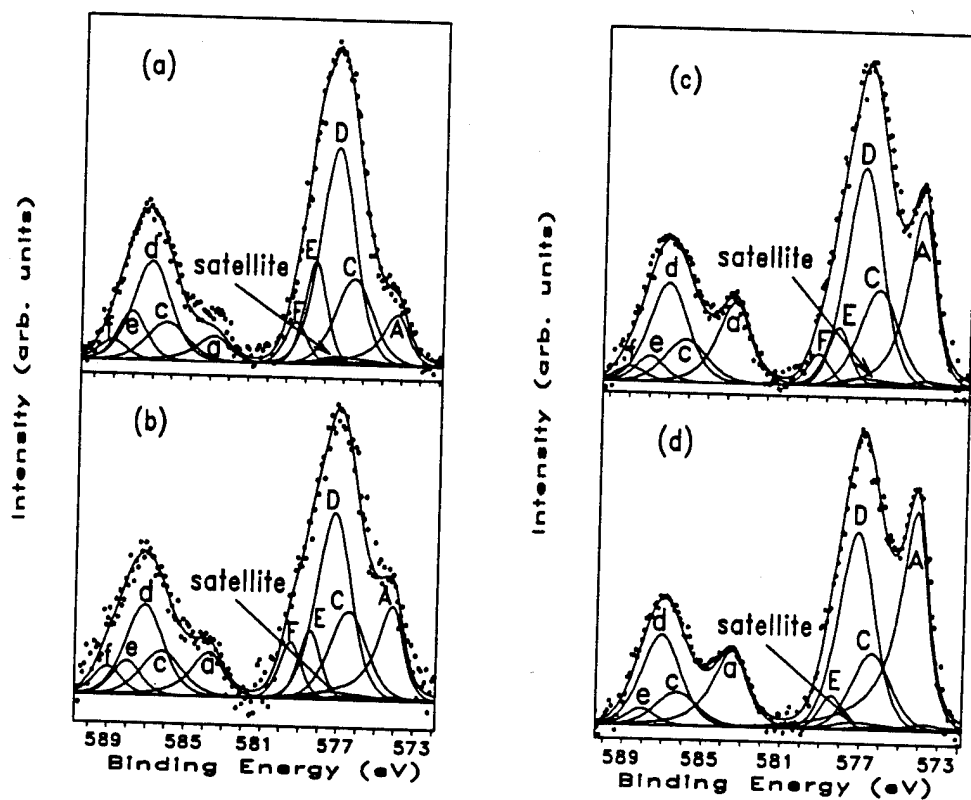 (a)
D
d
satellite
E
C
F
e
c
a
A
(b)
D
d
satellite
A
C
E
F
f
e
c
a
589 585 581 577 573
Binding Energy (eV)
Intensity (arb. units)
(c)
D
d
satellite
A
a
C
E
F
e
c
f
(d)
D
A
d
satellite
a
C
E
e
c
589 585 581 577 573
Binding Energy (eV)
Intensity (arb. units)